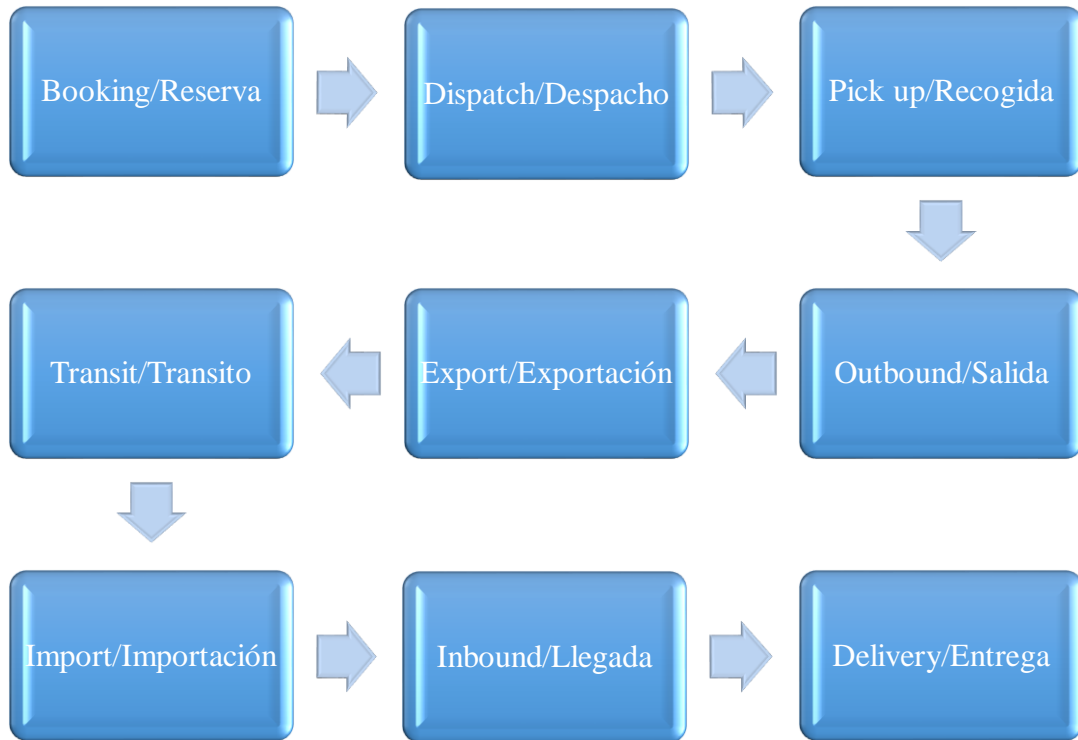 Booking/Reserva
Dispatch/Despacho
Pick up/Recogida
Outbound/Salida
Export/Exportación
Transit/Transito
Import/Importación
Inbound/Llegada
Delivery/Entrega